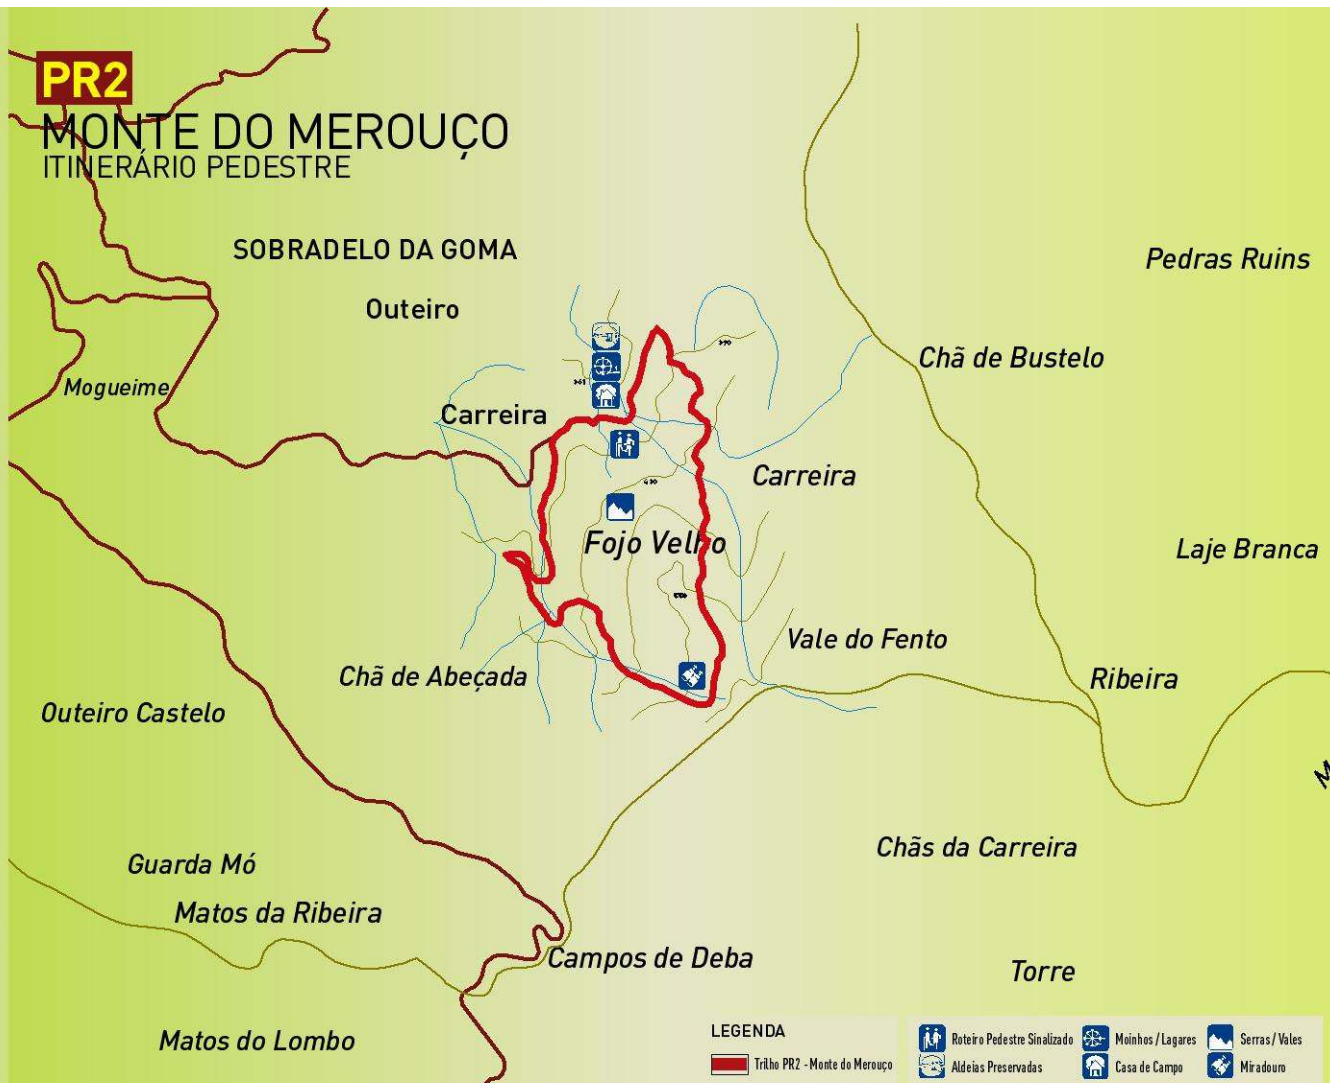 PR2
MONTE DO MEROUÇO
ITINERÁRIO PEDESTRE
SOBRADELO DA GOMA
Pedras Ruins
Outeiro
Chã de Bustelo
Mogueime
Carreira
Carreira
Fojo Velho
Laje Branca
Vale do Fento
Chã de Abeçada
Ribeira
Outeiro Castelo
Chãs da Carreira
Guarda Mó
Matos da Ribeira
Campos de Deba
Torre
Matos do Lombo
LEGENDA
Trilho PR2 - Monte do Merouço
Roteiro Pedestre Sinalizado
Moinhos / Lagares
Serras / Vales
Aldeias Preservadas
Casa de Campo
Miradouro